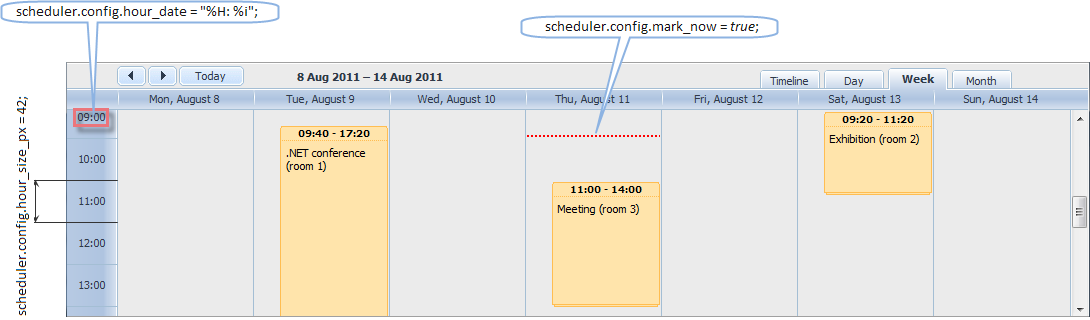 scheduler.config.hour_date = "%H: %i";
scheduler.config.mark_now = true;
Today
8 Aug 2011 – 14 Aug 2011
Timeline
Day
Week
Month
Mon, August 8
Tue, August 9
Wed, August 10
Thu, August 11
Fri, August 12
Sat, August 13
Sun, August 14
scheduler.config.hour_size_px = 42;
09:00
10:00
11:00
12:00
13:00
09:40 - 17:20
.NET conference
(room 1)
11:00 - 14:00
Meeting (room 3)
09:20 - 11:20
Exhibition (room 2)